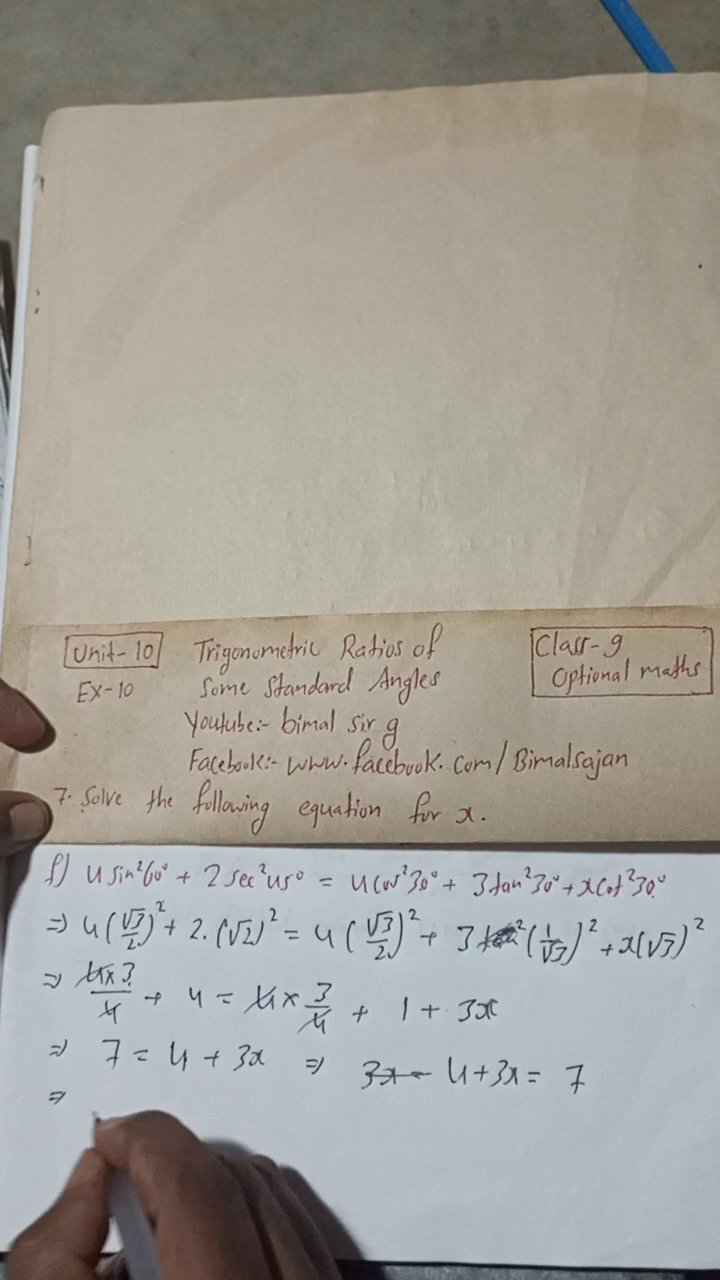 Unit-10 Trigonometric Ratios of Class-9
Ex-10 Some Standard Angles Optional maths
Youtube:- bimal sir g
Facebook:- www.facebook.com/Bimalsajan
7. Solve the following equation for x.
f) 4 sin²60° + 2 sec²45° = 4 cos²30° + 3 tan²30° + x cot²30°
⇒ 4(√3/2)² + 2.(√2)² = 4(√3/2)² + 3(1/√3)² + x(√3)²
⇒ 4×3/4 + 4 = 4×3/4 + 1 + 3x
⇒ 7 = 4 + 3x ⇒ 3x = 4+3x = 7
⇒